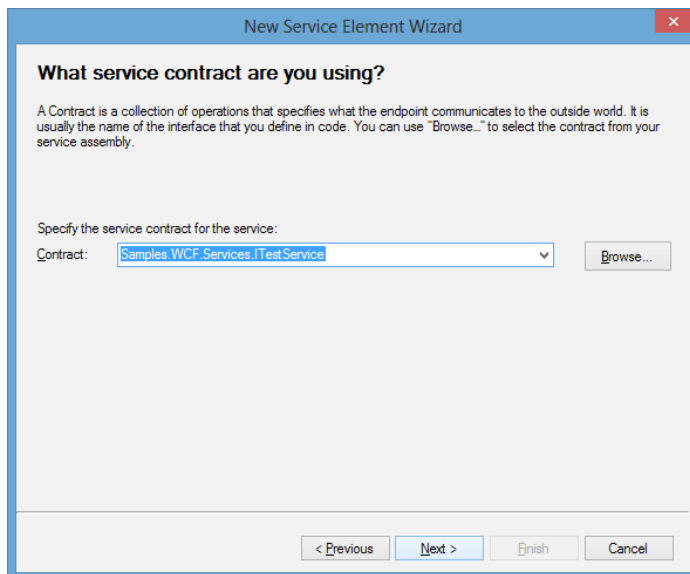 New Service Element Wizard
What service contract are you using?
A Contract is a collection of operations that specifies what the endpoint communicates to the outside world. It is
usually the name of the interface that you define in code. You can use "Browse..." to select the contract from your
service assembly.
Specify the service contract for the service:
Contract: Samples.WCF.Services.ITestService Browse...
< Previous Next > Finish Cancel